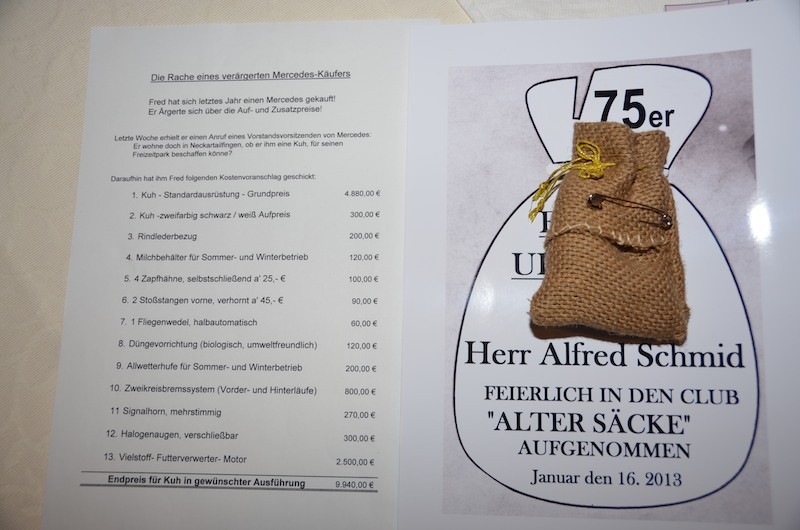 Die Rache eines verärgerten Mercedes-Käufers
Fred hat sich letztes Jahr einen Mercedes gekauft!
Er Ärgerte sich über die Auf- und Zusatzpreise!
Letzte Woche erhielt er einen Anruf eines Vorstandsvorsitzenden von Mercedes:
Er wohne doch in Neckartailfingen, ob er ihm eine Kuh, für seinen
Freizeitpark beschaffen könne?
Daraufhin hat ihm Fred folgenden Kostenvoranschlag geschickt:
1. Kuh - Standardausrüstung - Grundpreis 4.880,00 €
2. Kuh -zweifarbig schwarz / weiß Aufpreis 300,00 €
3. Rindlederbezug 200,00 €
4. Milchbehälter für Sommer- und Winterbetrieb 120,00 €
5. 4 Zapfhähne, selbstschließend a' 25,- € 100,00 €
6. 2 Stoßstangen vorne, verhornt a' 45,- € 90,00 €
7. 1 Fliegenwedel, halbautomatisch 60,00 €
8. Düngevorrichtung (biologisch, umweltfreundlich) 120,00 €
9. Allwetterhufe für Sommer- und Winterbetrieb 200,00 €
10. Zweikreisbremssystem (Vorder- und Hinterläufe) 800,00 €
11 Signalhorn, mehrstimmig 270,00 €
12. Halogenaugen, verschließbar 300,00 €
13. Vielstoff- Futterverwerter- Motor 2.500,00 €
Endpreis für Kuh in gewünschter Ausführung 9.940,00 €
75er
Herr Alfred Schmid
FEIERLICH IN DEN CLUB
"ALTER SÄCKE"
AUFGENOMMEN
Januar den 16. 2013